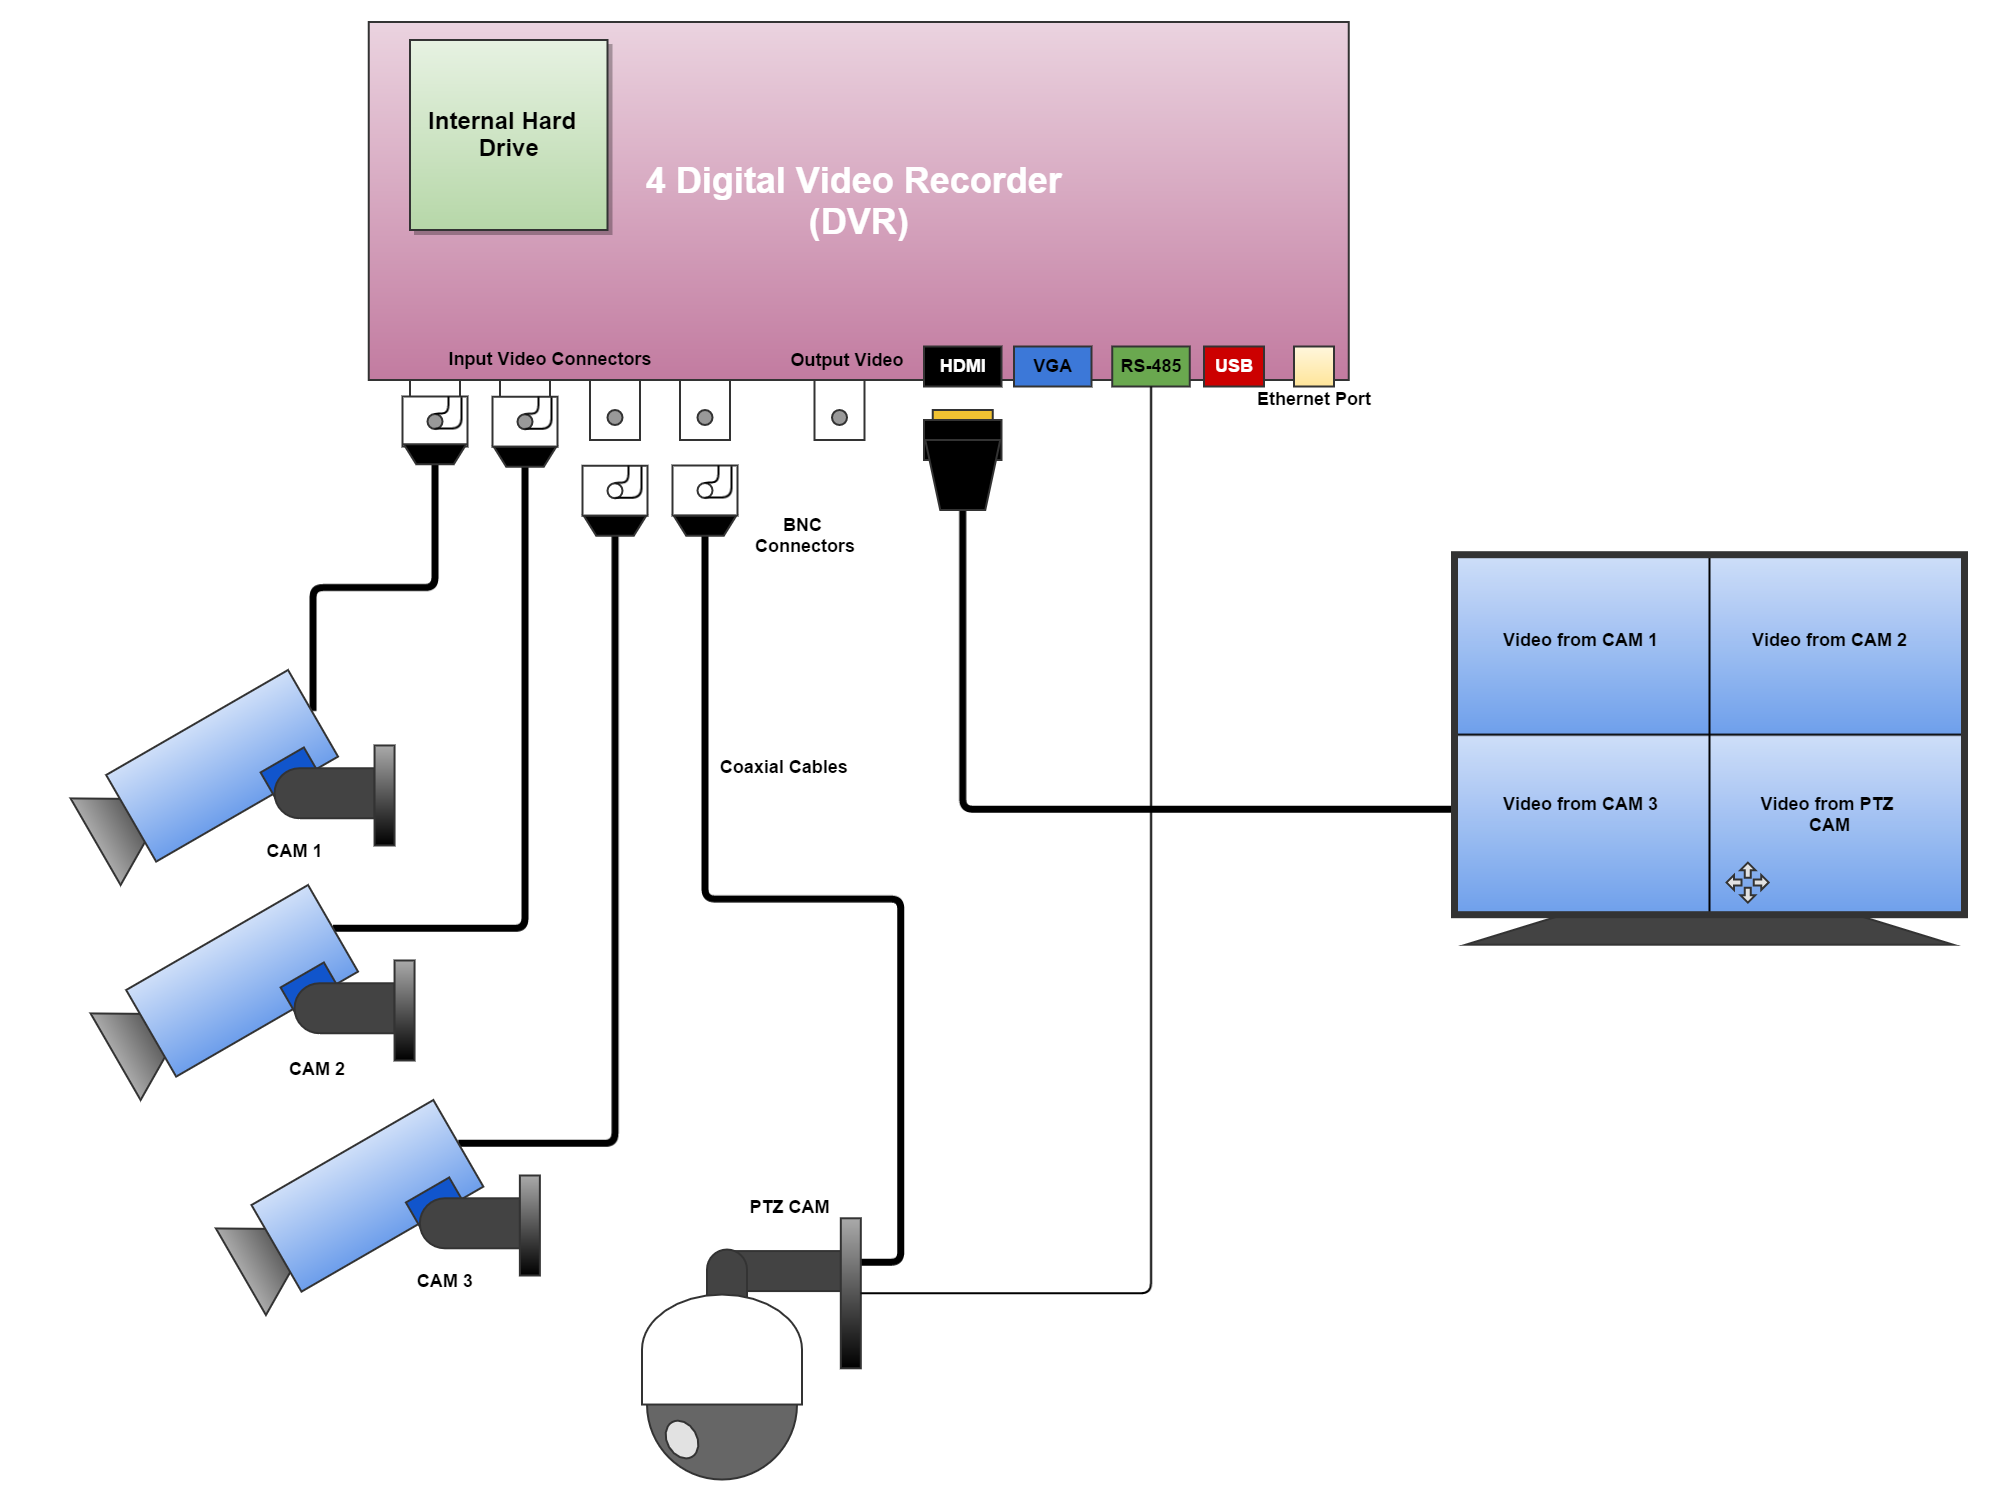 Internal Hard
Drive
4 Digital Video Recorder
(DVR)
Input Video Connectors
Output Video
HDMI
VGA
RS-485
USB
Ethernet Port
BNC
Connectors
Video from CAM 1
Video from CAM 2
Coaxial Cables
Video from CAM 3
Video from PTZ
CAM
CAM 1
CAM 2
PTZ CAM
CAM 3